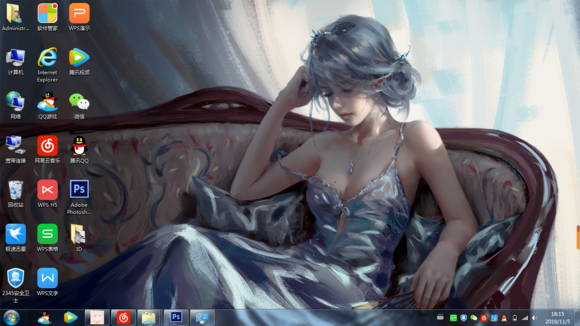 Administr...
软件管家
WPS演示
计算机
Internet
Explorer
腾讯视频
网络
QQ游戏
微信
宽带连接
网易云音乐
腾讯QQ
回收站
WPS H5
Adobe
Photosh...
极速迅雷
WPS表格
ID
2345安全卫
士
WPS文字
18:15
2018/11/5